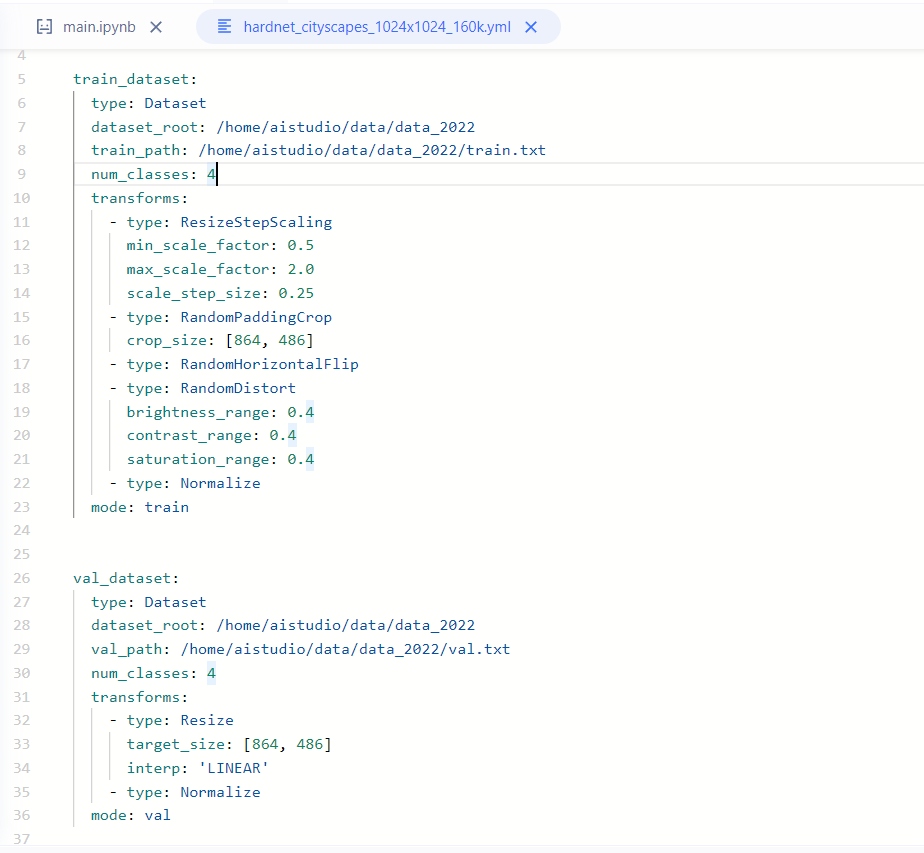 main.ipynb hardnet_cityscapes_1024x1024_160k.yml
4
5 train_dataset:
6 type: Dataset
7 dataset_root: /home/aistudio/data/data_2022
8 train_path: /home/aistudio/data/data_2022/train.txt
9 num_classes: 4
10 transforms:
11 - type: ResizeStepScaling
12 min_scale_factor: 0.5
13 max_scale_factor: 2.0
14 scale_step_size: 0.25
15 - type: RandomPaddingCrop
16 crop_size: [864, 486]
17 - type: RandomHorizontalFlip
18 - type: RandomDistort
19 brightness_range: 0.4
20 contrast_range: 0.4
21 saturation_range: 0.4
22 - type: Normalize
23 mode: train
24
25
26 val_dataset:
27 type: Dataset
28 dataset_root: /home/aistudio/data/data_2022
29 val_path: /home/aistudio/data/data_2022/val.txt
30 num_classes: 4
31 transforms:
32 - type: Resize
33 target_size: [864, 486]
34 interp: 'LINEAR'
35 - type: Normalize
36 mode: val
37